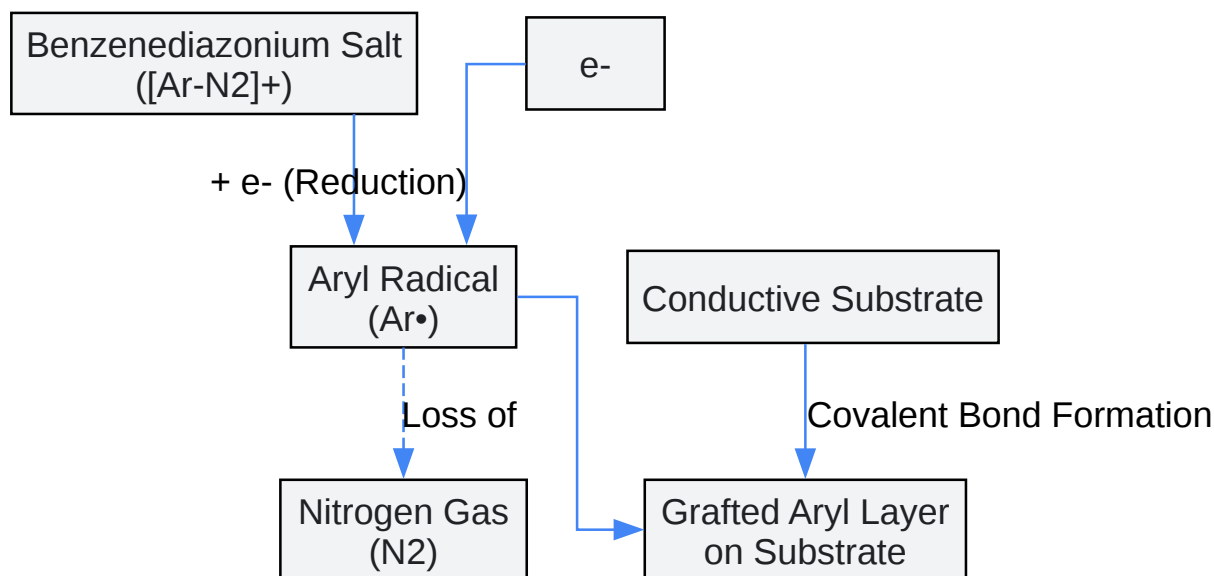 Benzenediazonium Salt
([Ar-N2]+)
e-
+ e- (Reduction)
Aryl Radical
(Ar•)
Conductive Substrate
Loss of
Covalent Bond Formation
Nitrogen Gas
(N2)
Grafted Aryl Layer
on Substrate